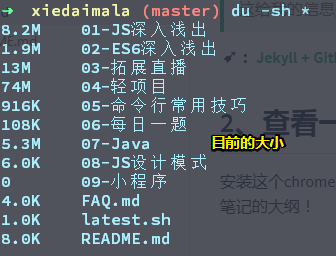 → xiedaimala (master) du -sh *
8.2M 01-JS深入浅出
1.9M 02-ES6深入浅出
13M 03-拓展直播
74M 04-轻项目
916K 05-命令行常用技巧
108K 06-每日一题
5.3M 07-Java
目前的大小
6.0K 08-JS设计模式
0 09-小程序
4.0K FAQ.md
1.0K latest.sh
8.0K README.md
的信息
: Jekyll + Git
2、查看一
安装这个chrome
笔记的大纲！